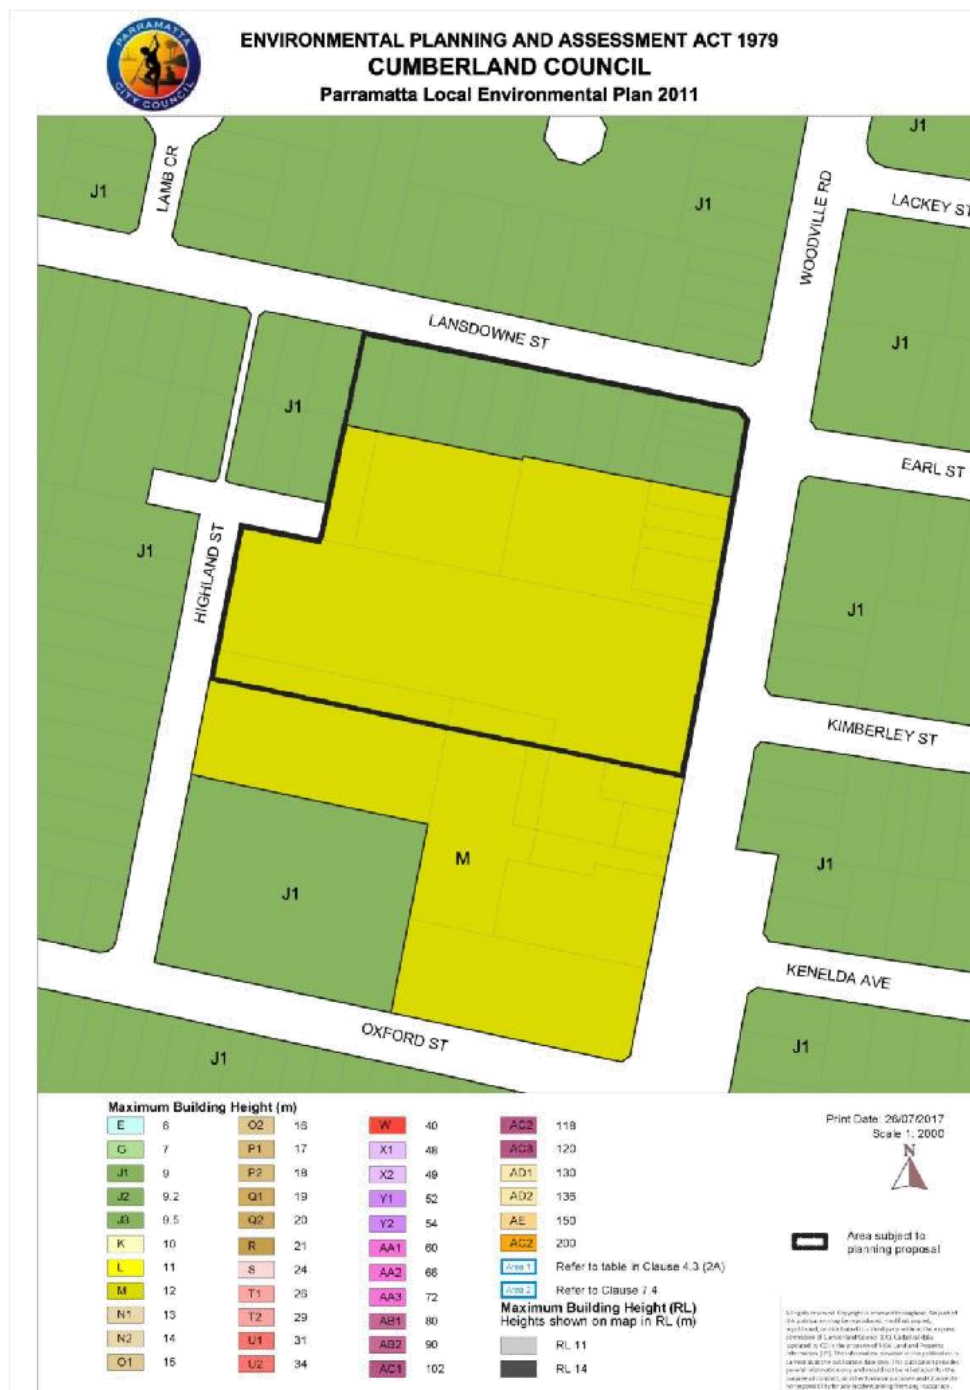 PARRAMATTA
CITY COUNCIL
ENVIRONMENTAL PLANNING AND ASSESSMENT ACT 1979
CUMBERLAND COUNCIL
Parramatta Local Environmental Plan 2011
J1
LAMB CR
J1
J1
WOODVILLE RD
LACKEY ST
LANSDOWNE ST
J1
J1
EARL ST
J1
HIGHLAND ST
J1
KIMBERLEY ST
M
J1
J1
KENELDA AVE
OXFORD ST
J1
J1
Maximum Building Height (m)
E 6
G 7
J1 9
J2 9.2
J3 9.5
K 10
L 11
M 12
N1 13
N2 14
O1 15
O2 16
P1 17
P2 18
Q1 19
Q2 20
R 21
S 24
T1 26
T2 29
U1 31
U2 34
W 40
X1 48
X2 49
Y1 52
Y2 54
AA1 60
AA2 66
AA3 72
AB1 80
AB2 90
AC1 102
AC2 118
AC3 120
AD1 130
AD2 136
AE 150
AC2 200
Area 1 Refer to table in Clause 4.3 (2A)
Area 2 Refer to Clause 7.4
Maximum Building Height (RL)
Heights shown on map in RL (m)
RL 11
RL 14
Print Date: 26/07/2017
Scale 1: 2000
N
Area subject to
planning proposal